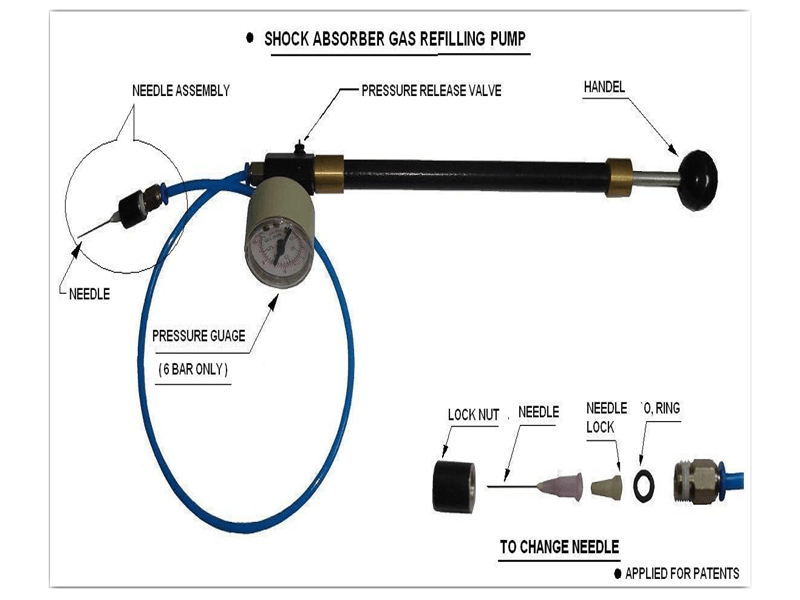 ● SHOCK ABSORBER GAS REFILLING PUMP
NEEDLE ASSEMBLY
PRESSURE RELEASE VALVE
HANDEL
NEEDLE
PRESSURE GUAGE
( 6 BAR ONLY )
LOCK NUT
NEEDLE
NEEDLE
LOCK
'O, RING
TO CHANGE NEEDLE
● APPLIED FOR PATENTS